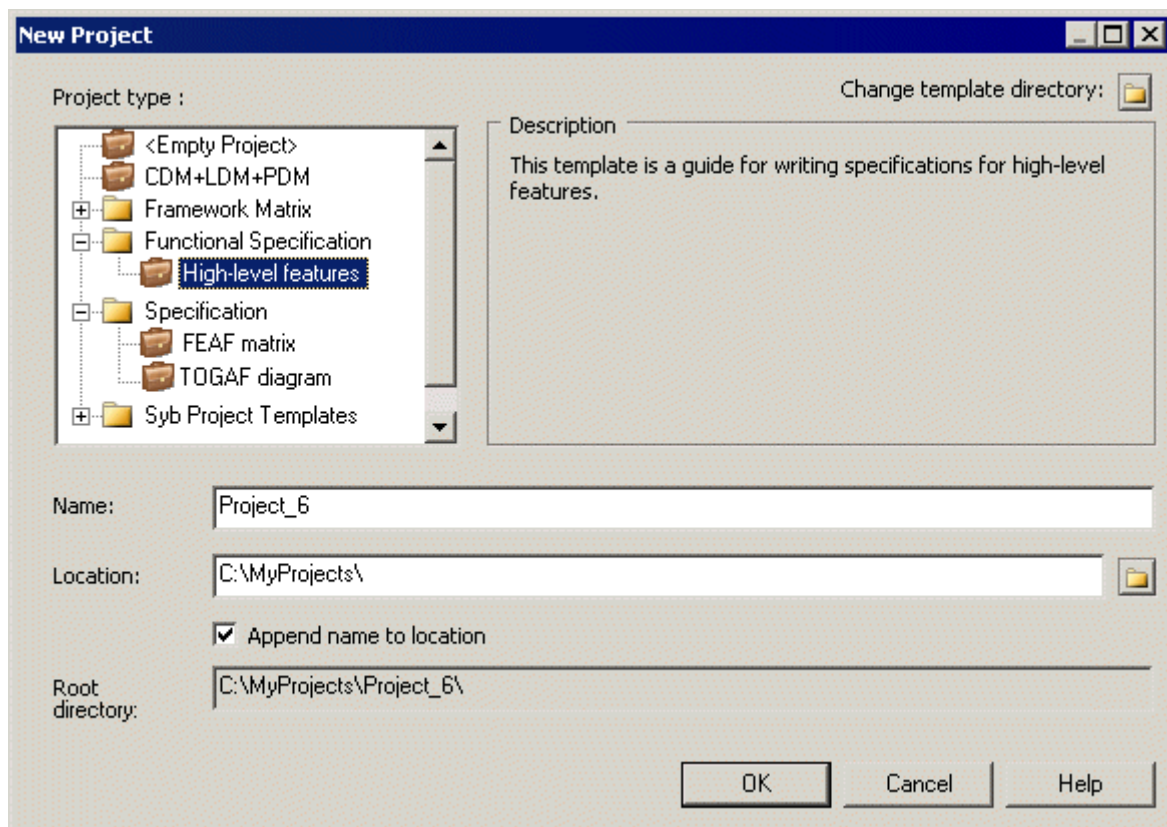 New Project
Change template directory:
Project type :
<Empty Project>
CDM+LDM+PDM
Framework Matrix
Functional Specification
High-level features
Specification
FEAF matrix
TOGAF diagram
Syb Project Templates
Description
This template is a guide for writing specifications for high-level
features.
Name:
Project_6
Location:
C:\MyProjects\
Append name to location
Root
directory:
C:\MyProjects\Project_6\
OK
Cancel
Help